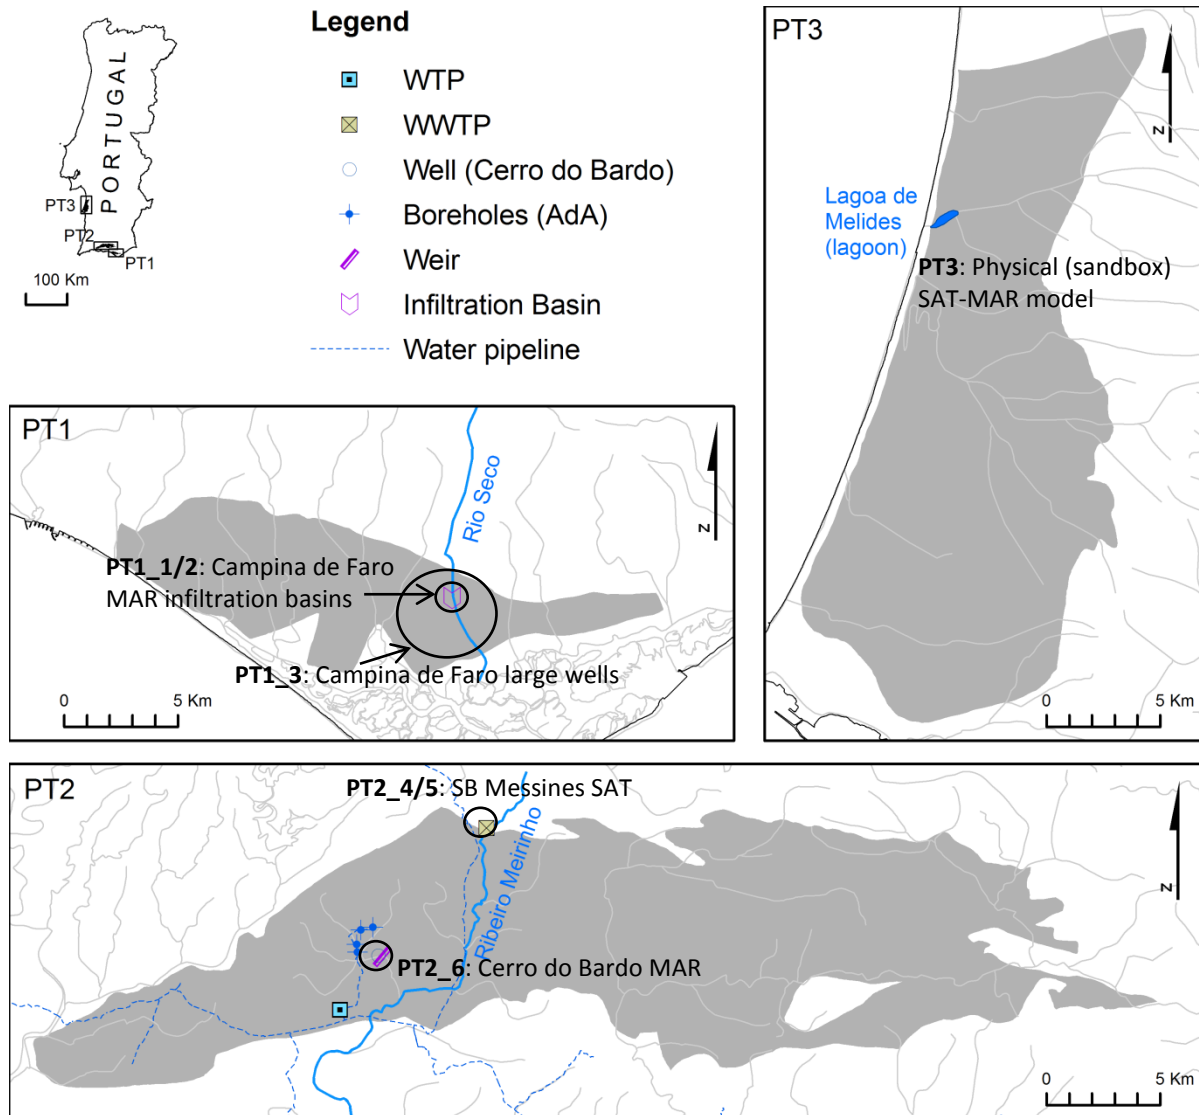 Legend
WTP
WWTP
Well (Cerro do Bardo)
Boreholes (AdA)
Weir
Infiltration Basin
Water pipeline
PORTUGAL
PT3
PT2
PT1
100 Km
PT3
N
Lagoa de
Melides
(lagoon)
PT3: Physical (sandbox)
SAT-MAR model
0 5 Km
PT1
N
Rio Seco
PT1_1/2: Campina de Faro
MAR infiltration basins
PT1_3: Campina de Faro large wells
0 5 Km
PT2
N
PT2_4/5: SB Messines SAT
Ribeiro Meirinho
PT2_6: Cerro do Bardo MAR
0 5 Km